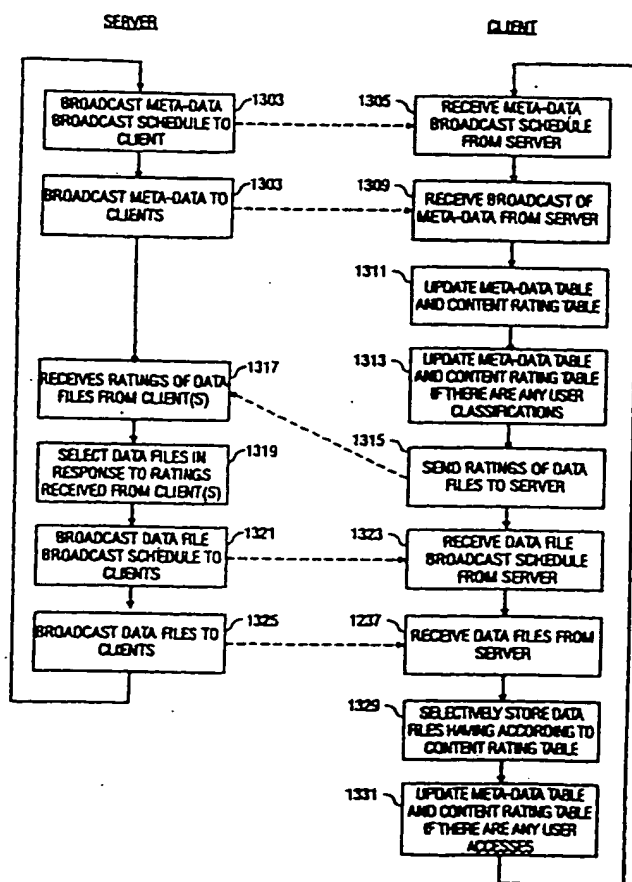 SERVER
BROADCAST META-DATA
BROADCAST SCHEDULE TO
CLIENT
1303
BROADCAST META-DATA TO
CLIENTS
1303
RECEIVES RATINGS OF DATA
FILES FROM CLIENT(S)
1317
SELECT DATA FILES IN
RESPONSE TO RATINGS
RECEIVED FROM CLIENT(S)
1319
BROADCAST DATA FILE
BROADCAST SCHEDULE TO
CLIENTS
1321
BROADCAST DATA FILES TO
CLIENTS
1325
CLIENT
1305
RECEIVE META-DATA
BROADCAST SCHEDULE
FROM SERVER
1309
RECEIVE BROADCAST OF
META-DATA FROM SERVER
1311
UPDATE META-DATA TABLE
AND CONTENT RATING TABLE
1313
UPDATE META-DATA TABLE
AND CONTENT RATING TABLE
IF THERE ARE ANY USER
CLASSIFICATIONS
1315
SEND RATINGS OF DATA
FILES TO SERVER
1323
RECEIVE DATA FILE
BROADCAST SCHEDULE
FROM SERVER
1237
RECEIVE DATA FILES FROM
SERVER
1329
SELECTIVELY STORE DATA
FILES HAVING ACCORDING TO
CONTENT RATING TABLE
1331
UPDATE META-DATA TABLE
AND CONTENT RATING TABLE
IF THERE ARE ANY USER
ACCESSES